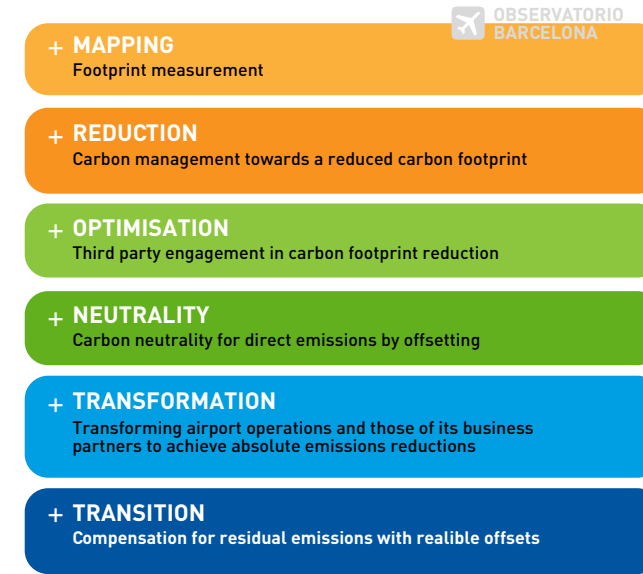 OBSERVATORIO
BARCELONA
+ MAPPING
Footprint measurement
+ REDUCTION
Carbon management towards a reduced carbon footprint
+ OPTIMISATION
Third party engagement in carbon footprint reduction
+ NEUTRALITY
Carbon neutrality for direct emissions by offsetting
+ TRANSFORMATION
Transforming airport operations and those of its business
partners to achieve absolute emissions reductions
+ TRANSITION
Compensation for residual emissions with realible offsets